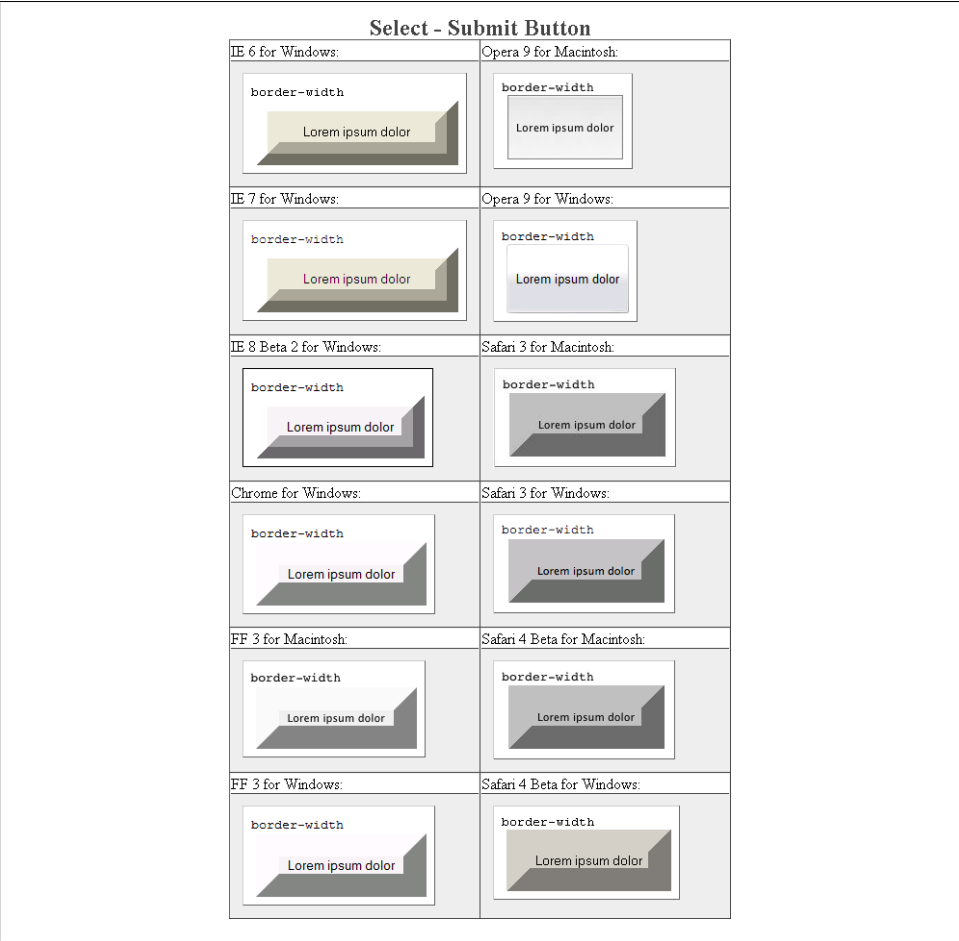 Select - Submit Button
IE 6 for Windows:
border-width
Lorem ipsum dolor
Opera 9 for Macintosh:
border-width
Lorem ipsum dolor
IE 7 for Windows:
border-width
Lorem ipsum dolor
Opera 9 for Windows:
border-width
Lorem ipsum dolor
IE 8 Beta 2 for Windows:
border-width
Lorem ipsum dolor
Safari 3 for Macintosh:
border-width
Lorem ipsum dolor
Chrome for Windows:
border-width
Lorem ipsum dolor
Safari 3 for Windows:
border-width
Lorem ipsum dolor
FF 3 for Macintosh:
border-width
Lorem ipsum dolor
Safari 4 Beta for Macintosh:
border-width
Lorem ipsum dolor
FF 3 for Windows:
border-width
Lorem ipsum dolor
Safari 4 Beta for Windows:
border-width
Lorem ipsum dolor